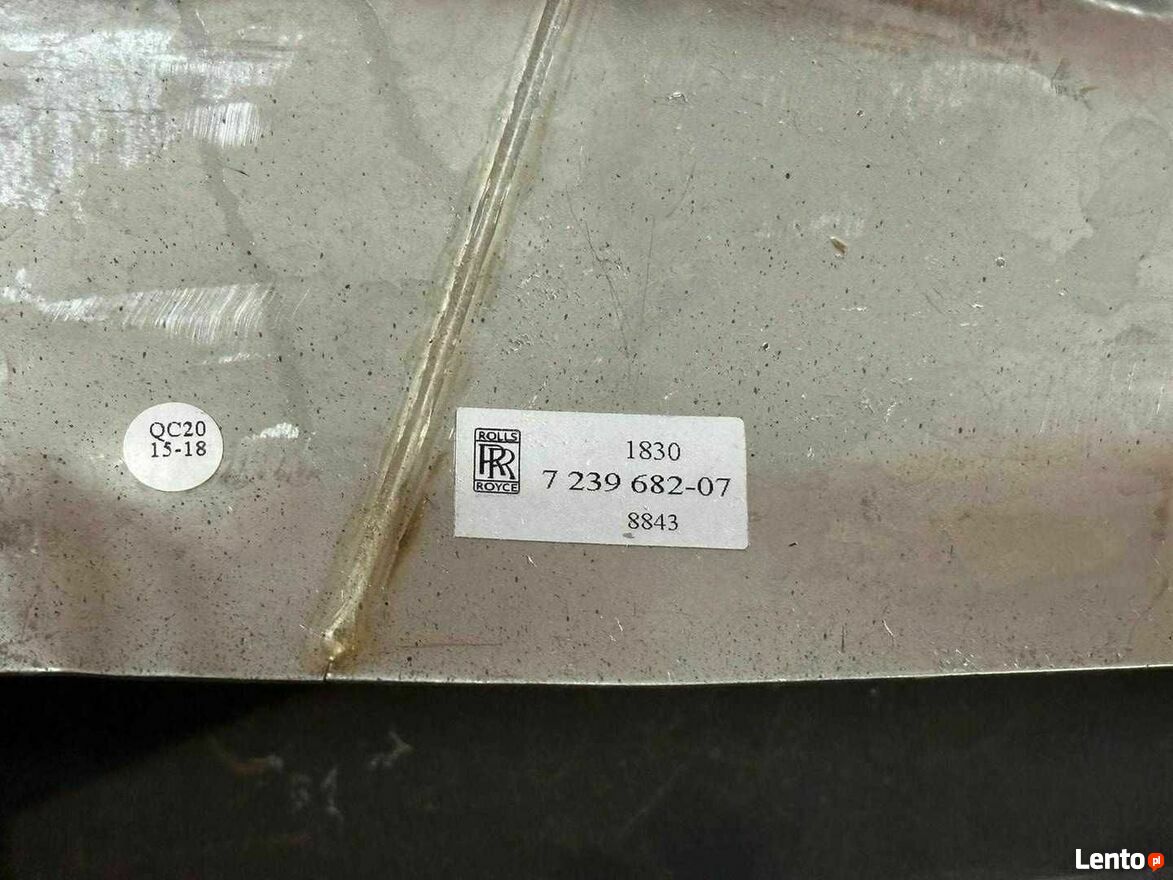 QC20
15-18
ROLLS
RR
ROYCE
1830
7 239 682-07
8843
Lento.pl